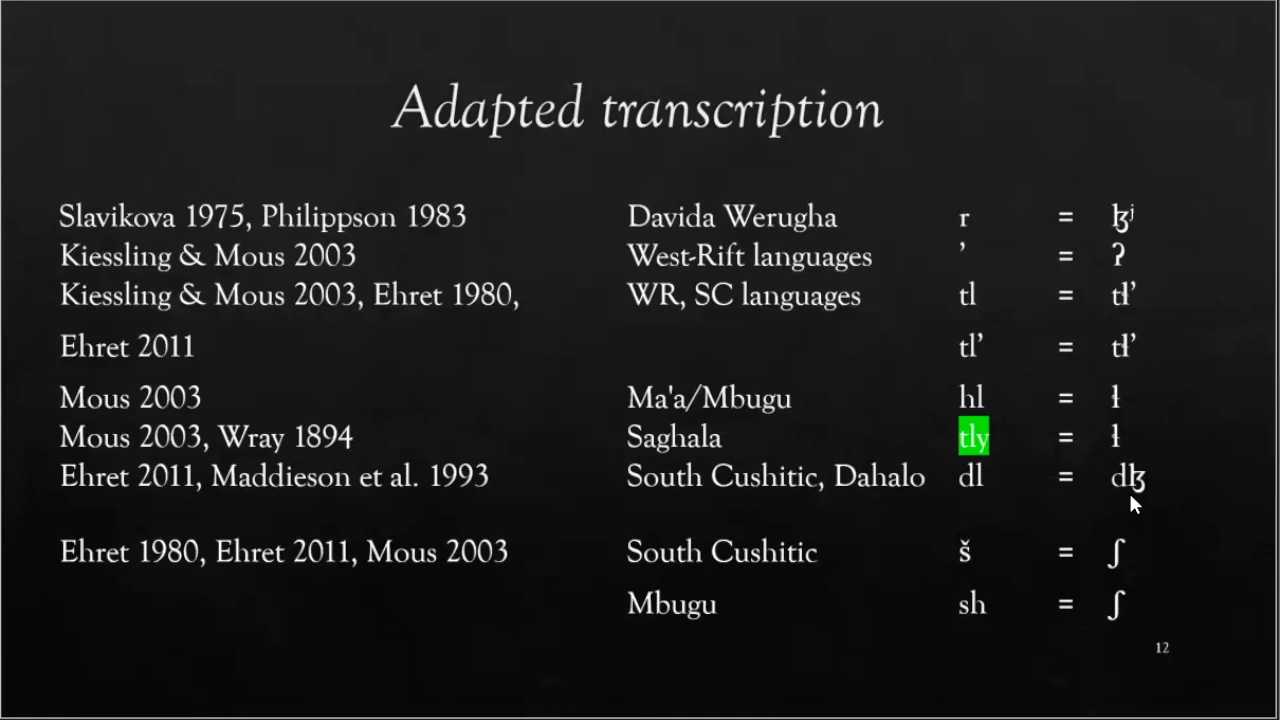 Adapted transcription
Slavikova 1975, Philippson 1983 Davida Werugha r = ɮʲ
Kiessling & Mous 2003 West-Rift languages ’ = ʔ
Kiessling & Mous 2003, Ehret 1980, WR, SC languages tl = tɬ’
Ehret 2011 tl’ = tɬ’
Mous 2003 Ma'a/Mbugu hl = ɬ
Mous 2003, Wray 1894 Saghala tly = ɬ
Ehret 2011, Maddieson et al. 1993 South Cushitic, Dahalo dl = dɮ
Ehret 1980, Ehret 2011, Mous 2003 South Cushitic š = ʃ
Mbugu sh = ʃ
12